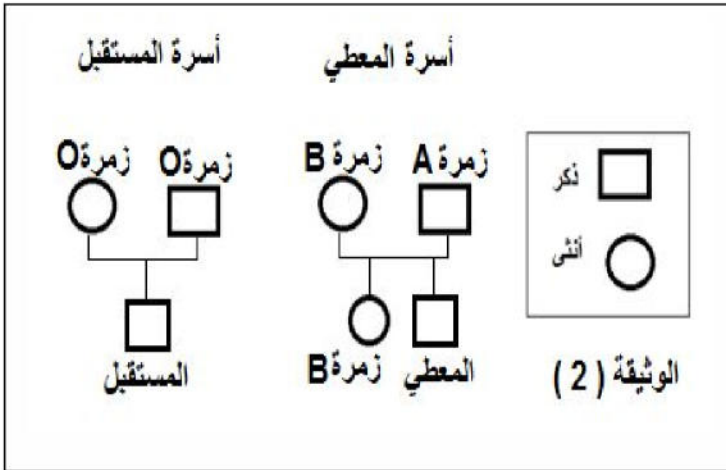 أسرة المعطي
أسرة المستقبل
زمرة A
زمرة B
زمرةO
زمرةO
ذكر
أنثى
زمرةB
المعطي
المستقبل
الوثيقة ( 2 )